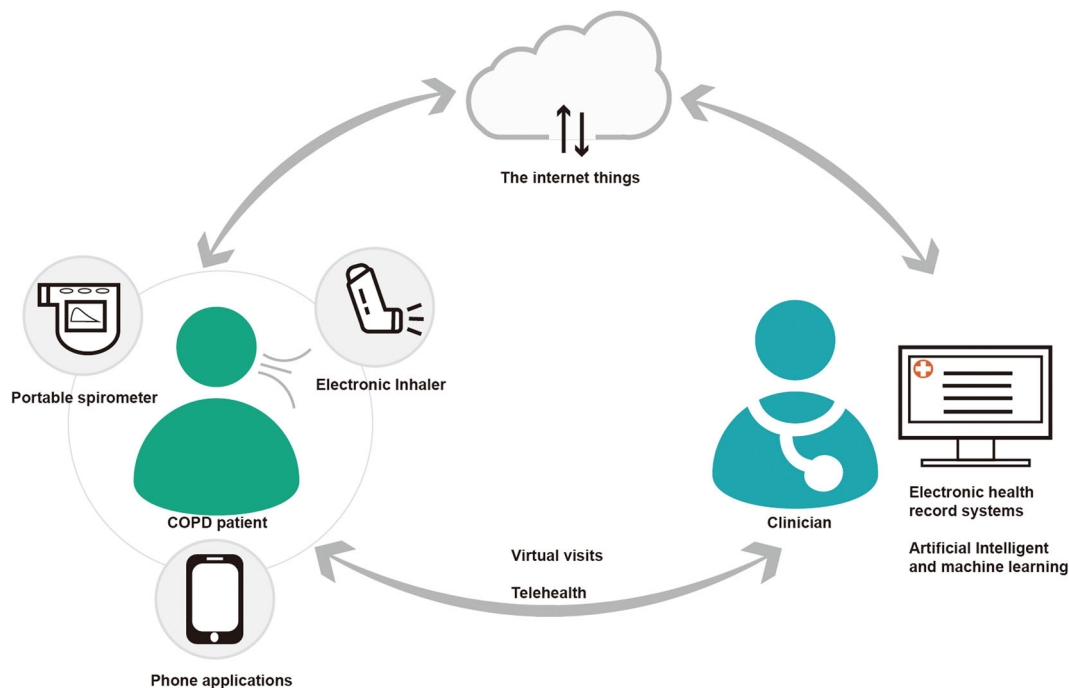 The internet things
Portable spirometer
Electronic Inhaler
COPD patient
Clinician
Electronic health
record systems
Artificial Intelligent
and machine learning
Virtual visits
Telehealth
Phone applications